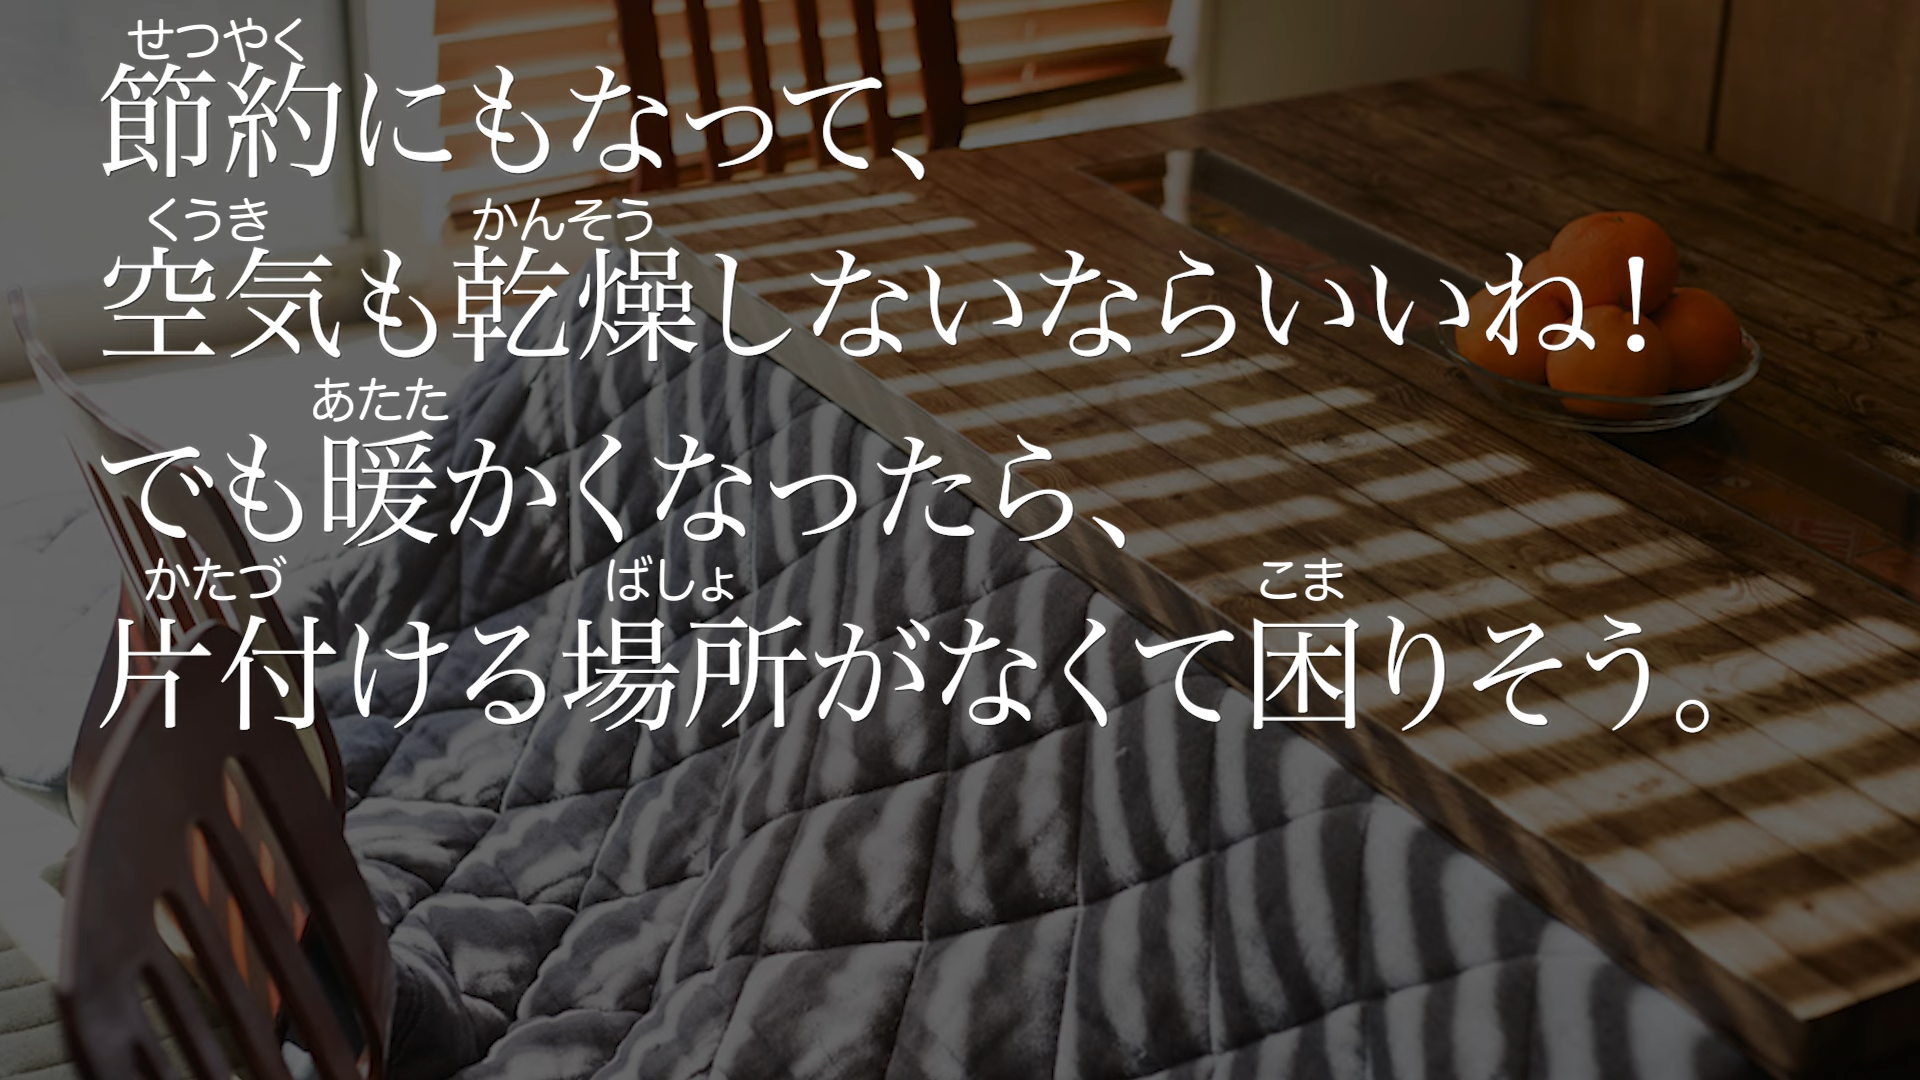 せつやく
節約にもなって、
くうき かんそう
空気も乾燥しないならいいね！
あたた
でも暖かくなったら、
かたづ ばしょ こま
片付ける場所がなくて困りそう。